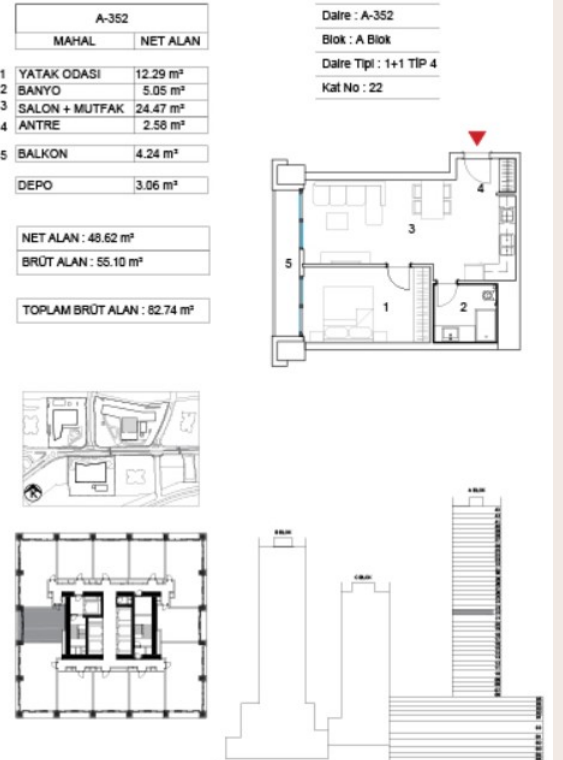 A-352
MAHAL NET ALAN
1 YATAK ODASI 12.29 m²
2 BANYO 5.05 m²
3 SALON + MUTFAK 24.47 m²
4 ANTRE 2.58 m²
5 BALKON 4.24 m²
DEPO 3.06 m²
NET ALAN : 48.62 m²
BRÜT ALAN : 55.10 m²
TOPLAM BRÜT ALAN : 82.74 m²
Daire : A-352
Blok : A Blok
Daire Tipi : 1+1 TİP 4
Kat No : 22
4
3
5
1
2
K
A BLOK
B BLOK
C BLOK